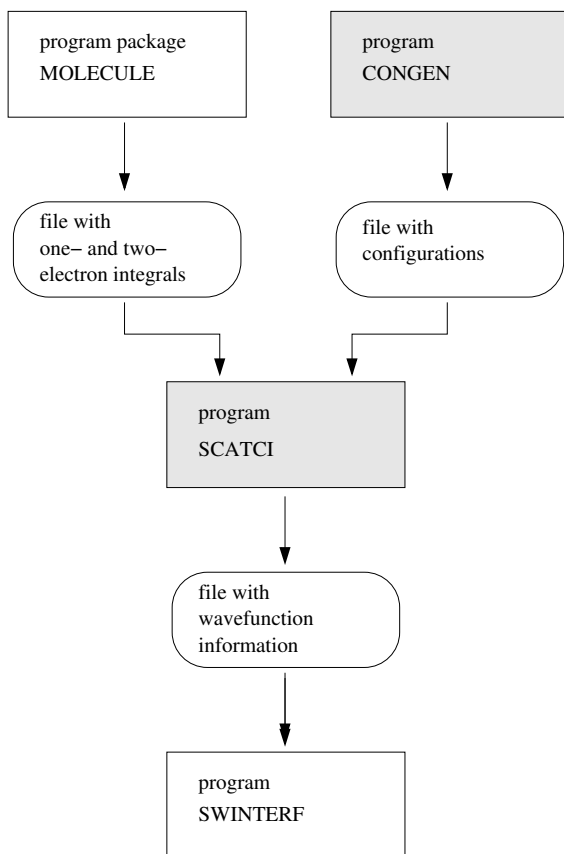 program package
MOLECULE
program
CONGEN
file with
one− and two−
electron integrals
file with
configurations
program
SCATCI
file with
wavefunction
information
program
SWINTERF